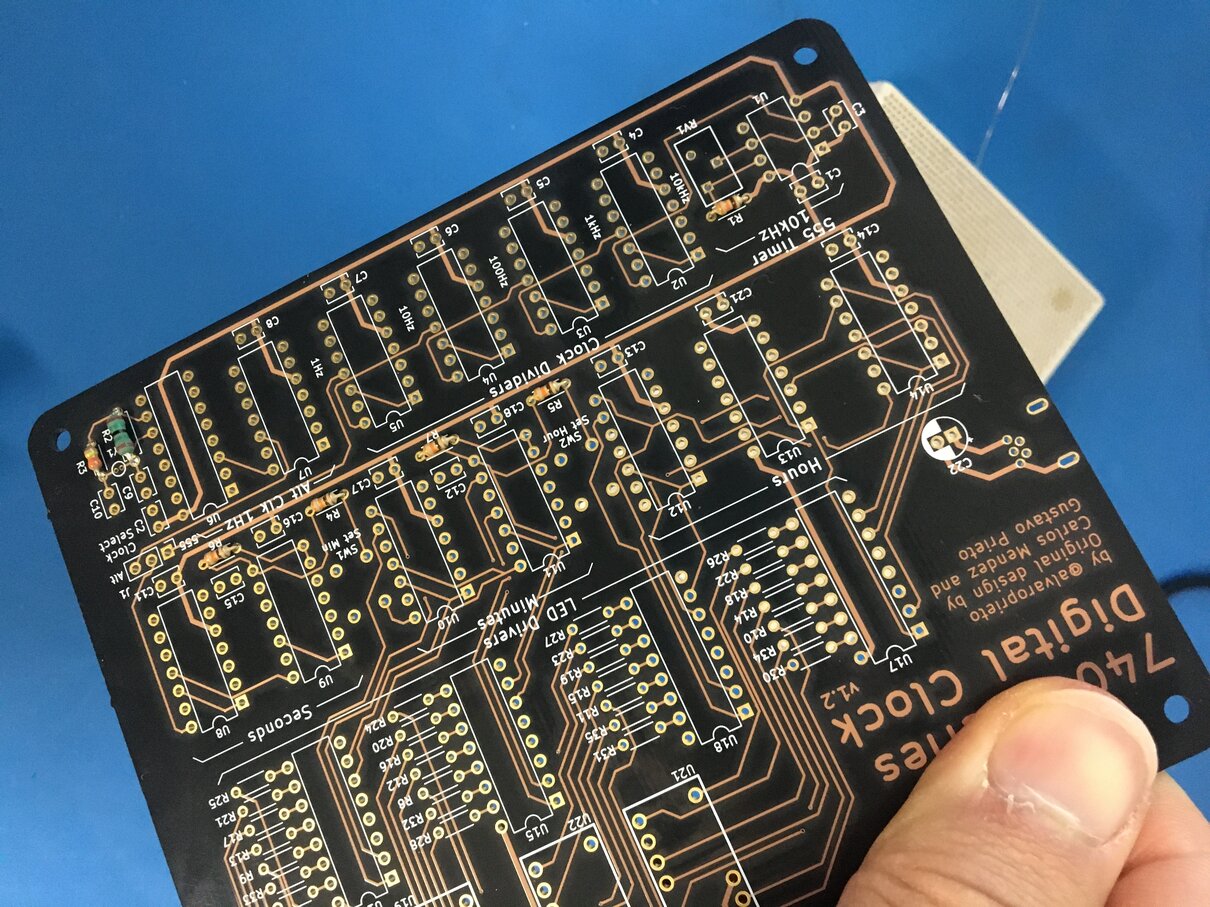 740
ies
Digital Clock
v1.2
by @alvaroprieto
Original design by
Carlos Mendez and
Gustavo Prieto
555 Timer
10kHz
Clock Dividers
Alt Clk 1Hz
Hours
Minutes
Seconds
LED Drivers
Clock
Select
Alt
555
J1
C3
U1
C1
RV1
R1
10kHz
C4
U2
1kHz
C5
U3
100Hz
C6
U4
10Hz
C7
U5
1Hz
C8
U7
U6
R2
R3
Y1
C9
C10
C14
U14
C21
U13
C13
U12
R5
C18
SW2
Set Hour
R7
C12
U11
C17
U10
R4
SW1
Set Min
C16
R6
C15
U9
C11
U8
C22
+
U17
R26
R22
R18
R14
R10
R34
R30
U18
R27
R23
R19
R15
R11
R35
R31
U15
R24
R20
R16
R12
R8
R32
R28
R25
R21
R17
R13
R9
R33
U19
U21
U22